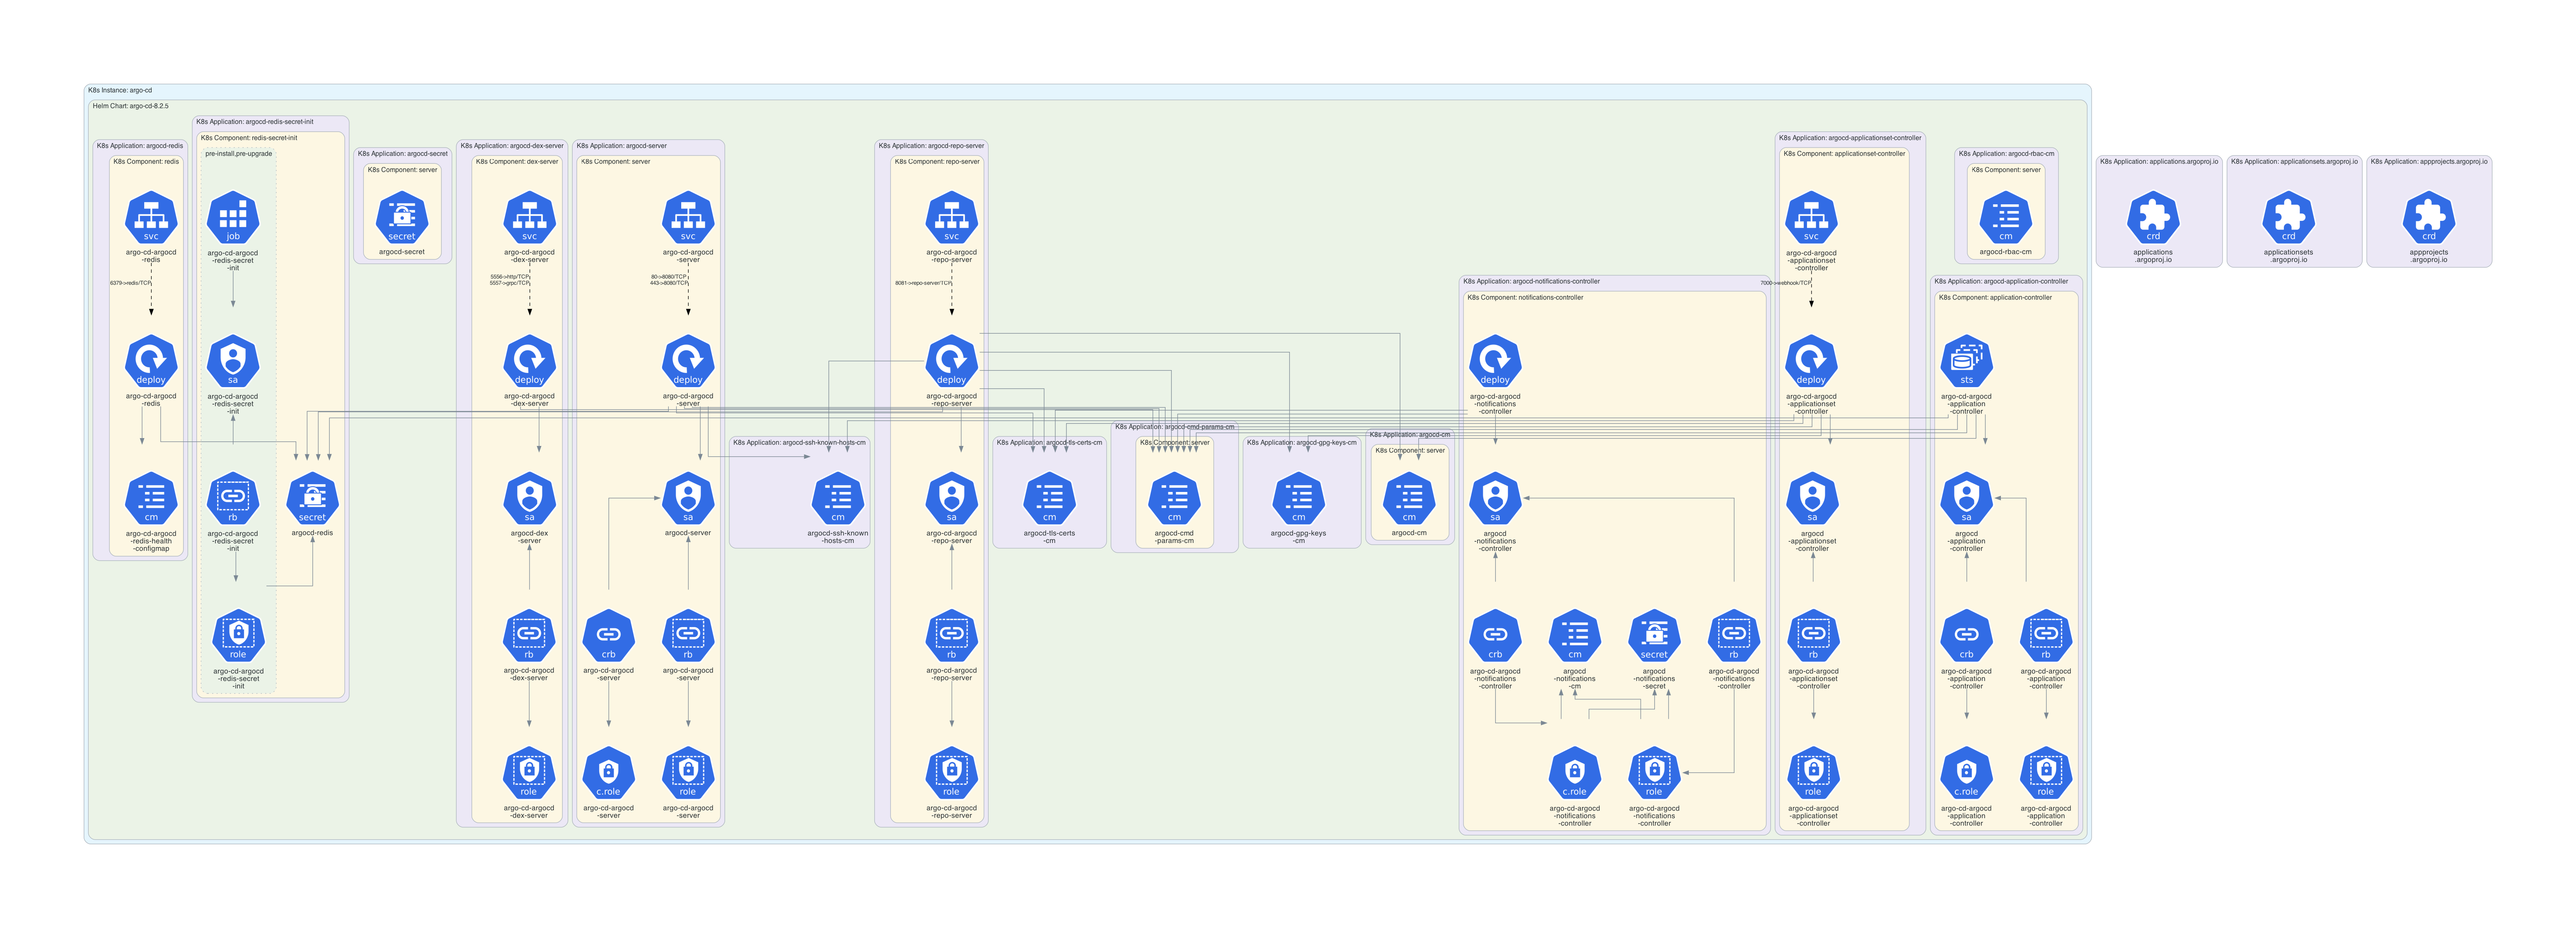 K8s Instance: argo-cd
Helm Chart: argo-cd-8.2.5
K8s Application: argocd-redis
K8s Component: redis
svc
argo-cd-argocd
-redis
6379->redis/TCP
deploy
argo-cd-argocd
-redis
cm
argo-cd-argocd
-redis-health
-configmap
K8s Application: argocd-redis-secret-init
K8s Component: redis-secret-init
pre-install,pre-upgrade
job
argo-cd-argocd
-redis-secret
-init
sa
argo-cd-argocd
-redis-secret
-init
rb
argo-cd-argocd
-redis-secret
-init
role
argo-cd-argocd
-redis-secret
-init
secret
argocd-redis
K8s Application: argocd-secret
K8s Component: server
secret
argocd-secret
K8s Application: argocd-dex-server
K8s Component: dex-server
svc
argo-cd-argocd
-dex-server
5556->http/TCP
5557->grpc/TCP
deploy
argo-cd-argocd
-dex-server
sa
argocd-dex
-server
rb
argo-cd-argocd
-dex-server
role
argo-cd-argocd
-dex-server
K8s Application: argocd-server
K8s Component: server
svc
argo-cd-argocd
-server
80->8080/TCP
443->8080/TCP
deploy
argo-cd-argocd
-server
sa
argocd-server
crb
argo-cd-argocd
-server
rb
argo-cd-argocd
-server
c.role
argo-cd-argocd
-server
role
argo-cd-argocd
-server
K8s Application: argocd-ssh-known-hosts-cm
cm
argocd-ssh-known
-hosts-cm
K8s Application: argocd-repo-server
K8s Component: repo-server
svc
argo-cd-argocd
-repo-server
8081->repo-server/TCP
deploy
argo-cd-argocd
-repo-server
sa
argo-cd-argocd
-repo-server
rb
argo-cd-argocd
-repo-server
role
argo-cd-argocd
-repo-server
K8s Application: argocd-tls-certs-cm
cm
argocd-tls-certs
-cm
K8s Application: argocd-cmd-params-cm
K8s Component: server
cm
argocd-cmd
-params-cm
K8s Application: argocd-gpg-keys-cm
cm
argocd-gpg-keys
-cm
K8s Application: argocd-cm
K8s Component: server
cm
argocd-cm
K8s Application: argocd-notifications-controller
K8s Component: notifications-controller
deploy
argo-cd-argocd
-notifications
-controller
sa
argocd
-notifications
-controller
crb
argo-cd-argocd
-notifications
-controller
cm
argocd
-notifications
-cm
secret
argocd
-notifications
-secret
rb
argo-cd-argocd
-notifications
-controller
c.role
argo-cd-argocd
-notifications
-controller
role
argo-cd-argocd
-notifications
-controller
K8s Application: argocd-applicationset-controller
K8s Component: applicationset-controller
svc
argo-cd-argocd
-applicationset
-controller
7000->webhook/TCP
deploy
argo-cd-argocd
-applicationset
-controller
sa
argocd
-applicationset
-controller
rb
argo-cd-argocd
-applicationset
-controller
role
argo-cd-argocd
-applicationset
-controller
K8s Application: argocd-rbac-cm
K8s Component: server
cm
argocd-rbac-cm
K8s Application: argocd-application-controller
K8s Component: application-controller
sts
argo-cd-argocd
-application
-controller
sa
argocd
-application
-controller
crb
argo-cd-argocd
-application
-controller
rb
argo-cd-argocd
-application
-controller
c.role
argo-cd-argocd
-application
-controller
role
argo-cd-argocd
-application
-controller
K8s Application: applications.argoproj.io
crd
applications
.argoproj.io
K8s Application: applicationsets.argoproj.io
crd
applicationsets
.argoproj.io
K8s Application: appprojects.argoproj.io
crd
appprojects
.argoproj.io